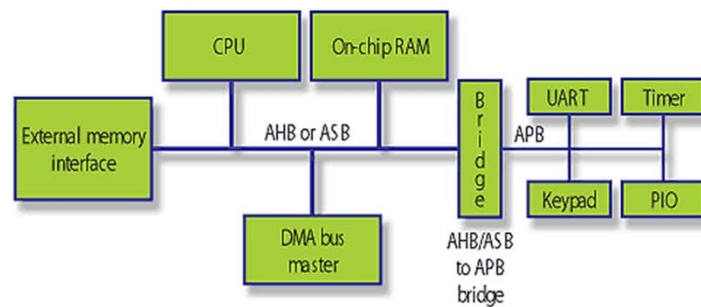 CPU
On-chip RAM
External memory
interface
AHB or ASB
Bridge
APB
UART
Timer
Keypad
PIO
DMA bus
master
AHB/ASB
to APB
bridge